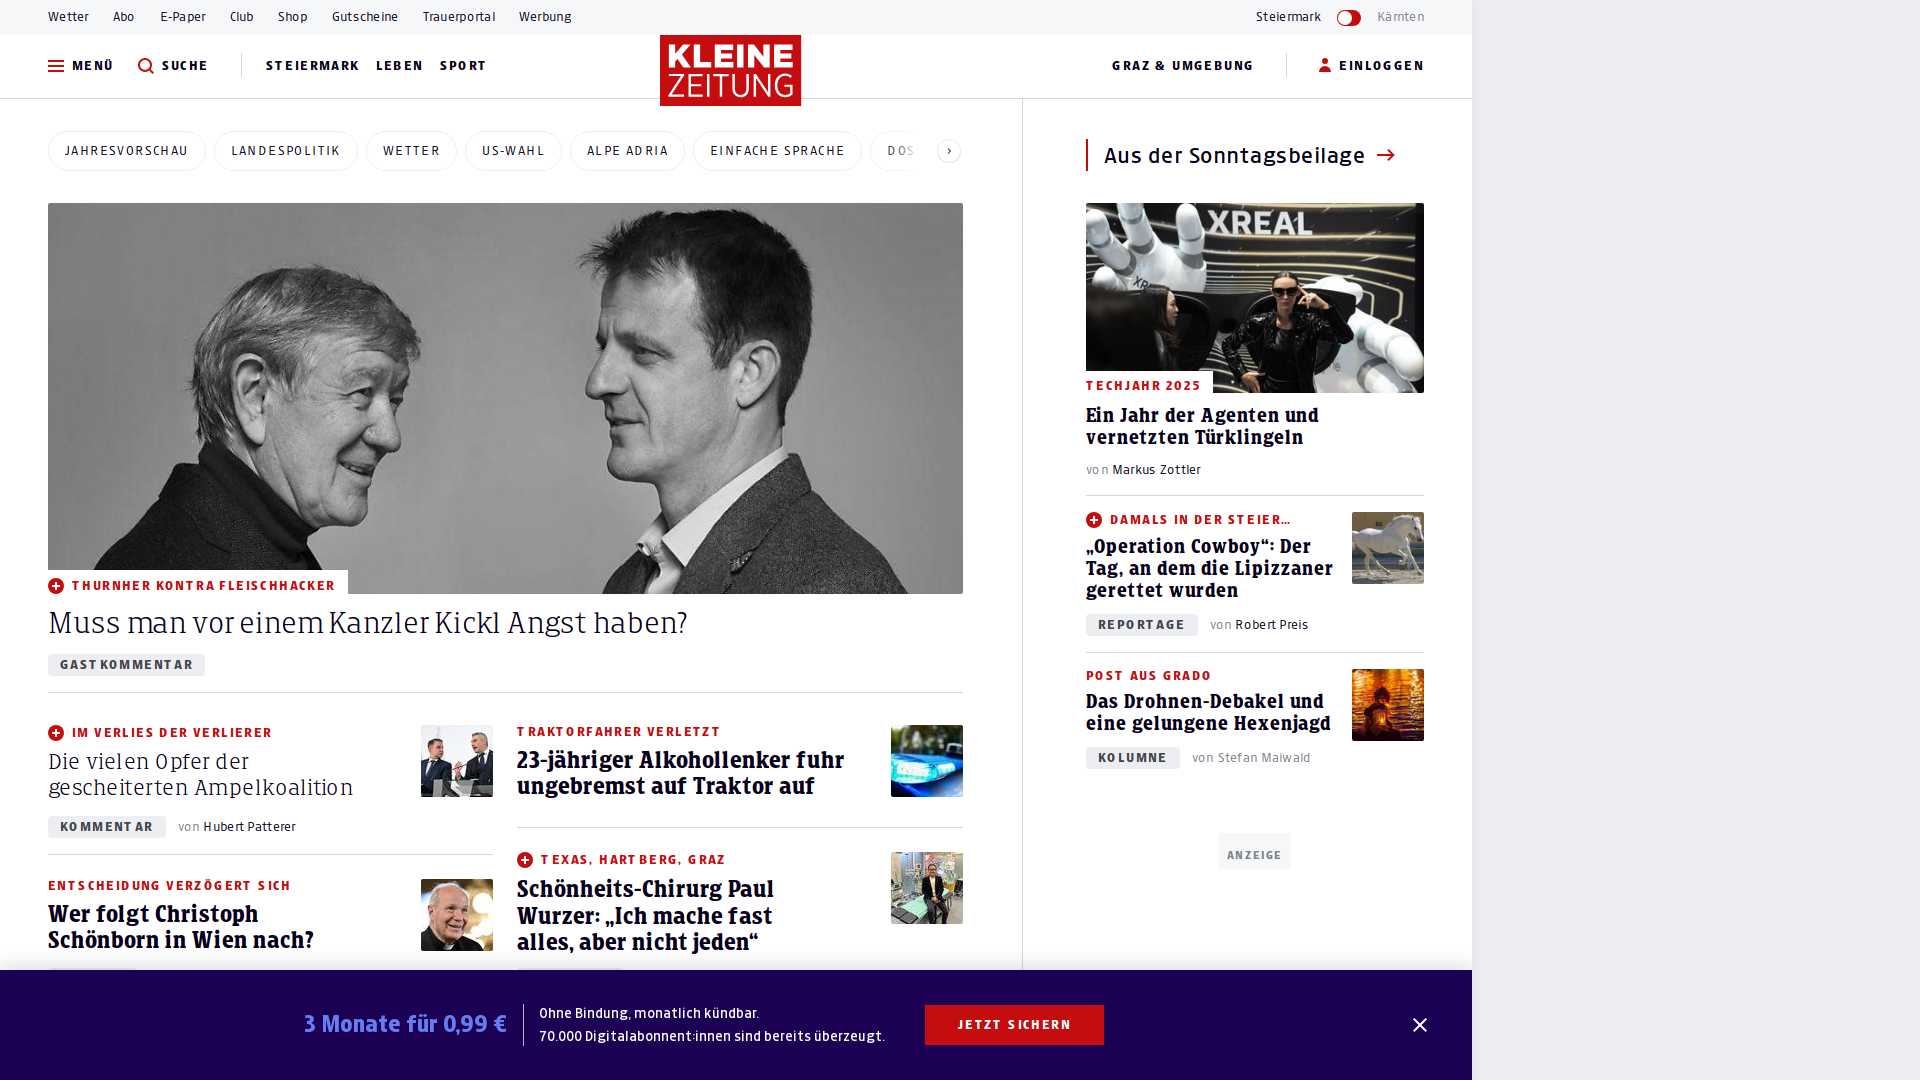 Wetter Abo E-Paper Club Shop Gutscheine Trauerportal Werbung Steiermark Kärnten
MENÜ SUCHE STEIERMARK LEBEN SPORT KLEINE ZEITUNG GRAZ & UMGEBUNG EINLOGGEN
JAHRESVORSCHAU LANDESPOLITIK WETTER US-WAHL ALPE ADRIA EINFACHE SPRACHE DOS
THURNHER KONTRA FLEISCHHACKER
Muss man vor einem Kanzler Kickl Angst haben?
GASTKOMMENTAR
IM VERLIES DER VERLIERER
Die vielen Opfer der
gescheiterten Ampelkoalition
KOMMENTAR von Hubert Patterer
ENTSCHEIDUNG VERZÖGERT SICH
Wer folgt Christoph
Schönborn in Wien nach?
TRAKTORFAHRER VERLETZT
23-jähriger Alkohollenker fuhr
ungebremst auf Traktor auf
TEXAS, HARTBERG, GRAZ
Schönheits-Chirurg Paul
Wurzer: „Ich mache fast
alles, aber nicht jeden“
Aus der Sonntagsbeilage
XREAL
TECHJAHR 2025
Ein Jahr der Agenten und
vernetzten Türklingeln
von Markus Zottler
DAMALS IN DER STEIER...
„Operation Cowboy“: Der
Tag, an dem die Lipizzaner
gerettet wurden
REPORTAGE von Robert Preis
POST AUS GRADO
Das Drohnen-Debakel und
eine gelungene Hexenjagd
KOLUMNE von Stefan Maiwald
ANZEIGE
3 Monate für 0,99 €
Ohne Bindung, monatlich kündbar.
70.000 Digitalabonnent:innen sind bereits überzeugt.
JETZT SICHERN